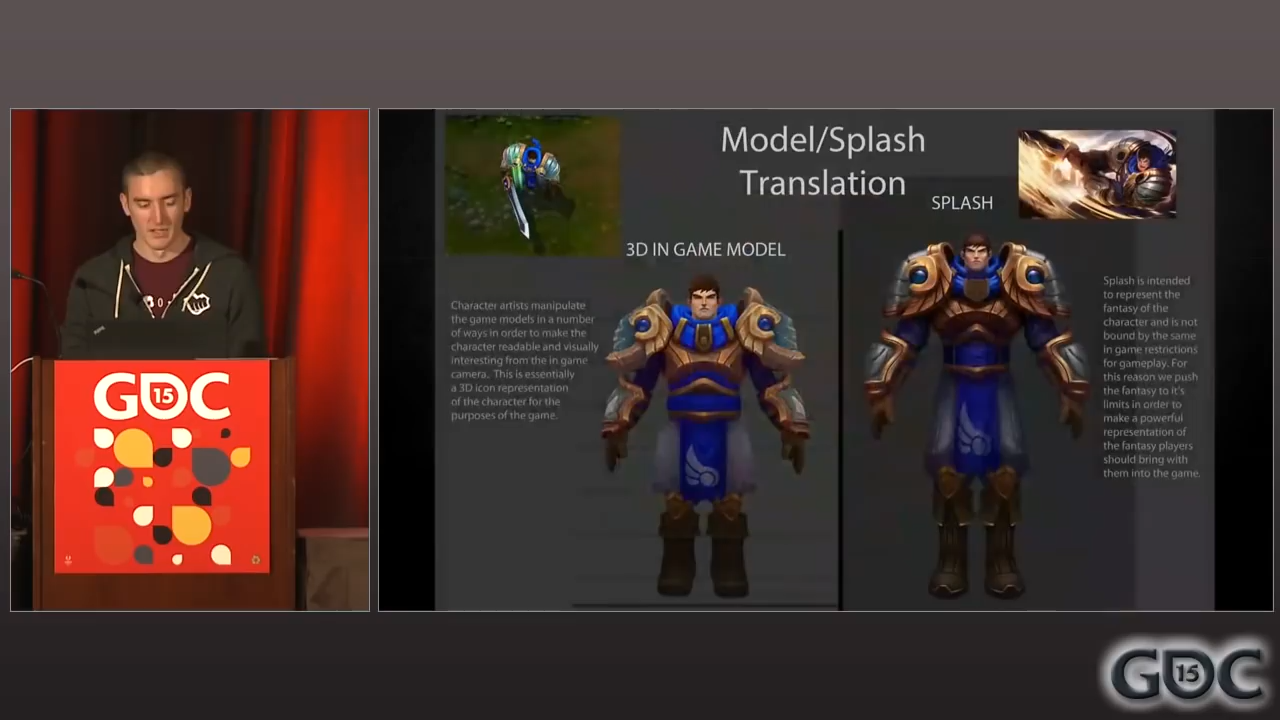 GDC
15
Model/Splash
Translation
SPLASH
3D IN GAME MODEL
Character artists manipulate
the game models in a number
of ways in order to make the
character readable and visually
interesting from the in game
camera. This is essentially
a 3D icon representation
of the character for the
purposes of the game.
Splash is intended
to represent the
fantasy of the
character and is not
bound by the same
in game restrictions
for gameplay. For
this reason we push
the fantasy to it's
limits in order to
make a powerful
representation of
the fantasy players
should bring with
them into the game.
GDC
15